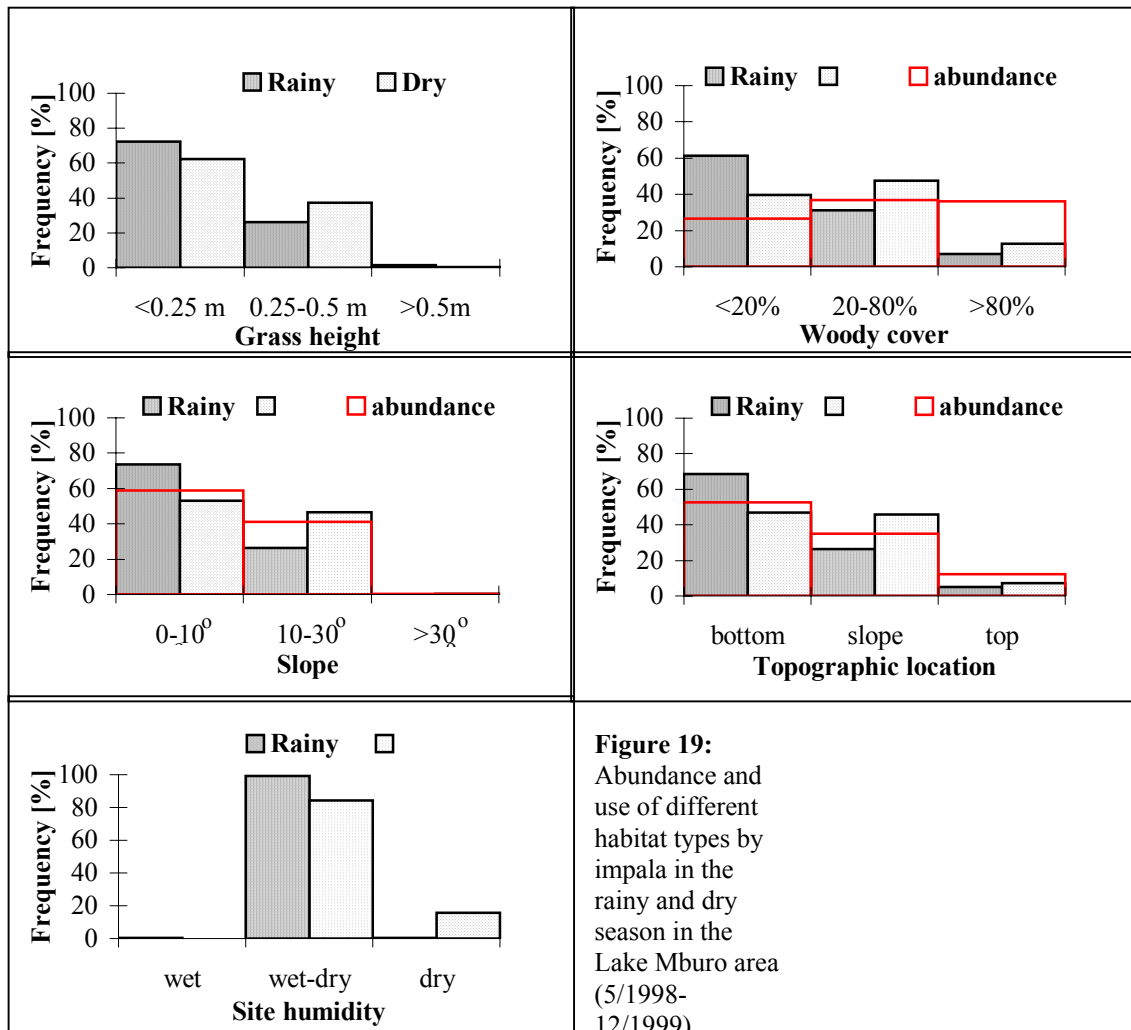 Rainy Dry
Frequency [%]
100
80
60
40
20
0
<0.25 m 0.25-0.5 m >0.5m
Grass height
Rainy abundance
Frequency [%]
100
80
60
40
20
0
<20% 20-80% >80%
Woody cover
Rainy abundance
Frequency [%]
100
80
60
40
20
0
0-10° 10-30° >30°
Slope
Rainy abundance
Frequency [%]
100
80
60
40
20
0
bottom slope top
Topographic location
Rainy
Frequency [%]
100
80
60
40
20
0
wet wet-dry dry
Site humidity
Figure 19:
Abundance and
use of different
habitat types by
impala in the
rainy and dry
season in the
Lake Mburo area
(5/1998-
12/1999)